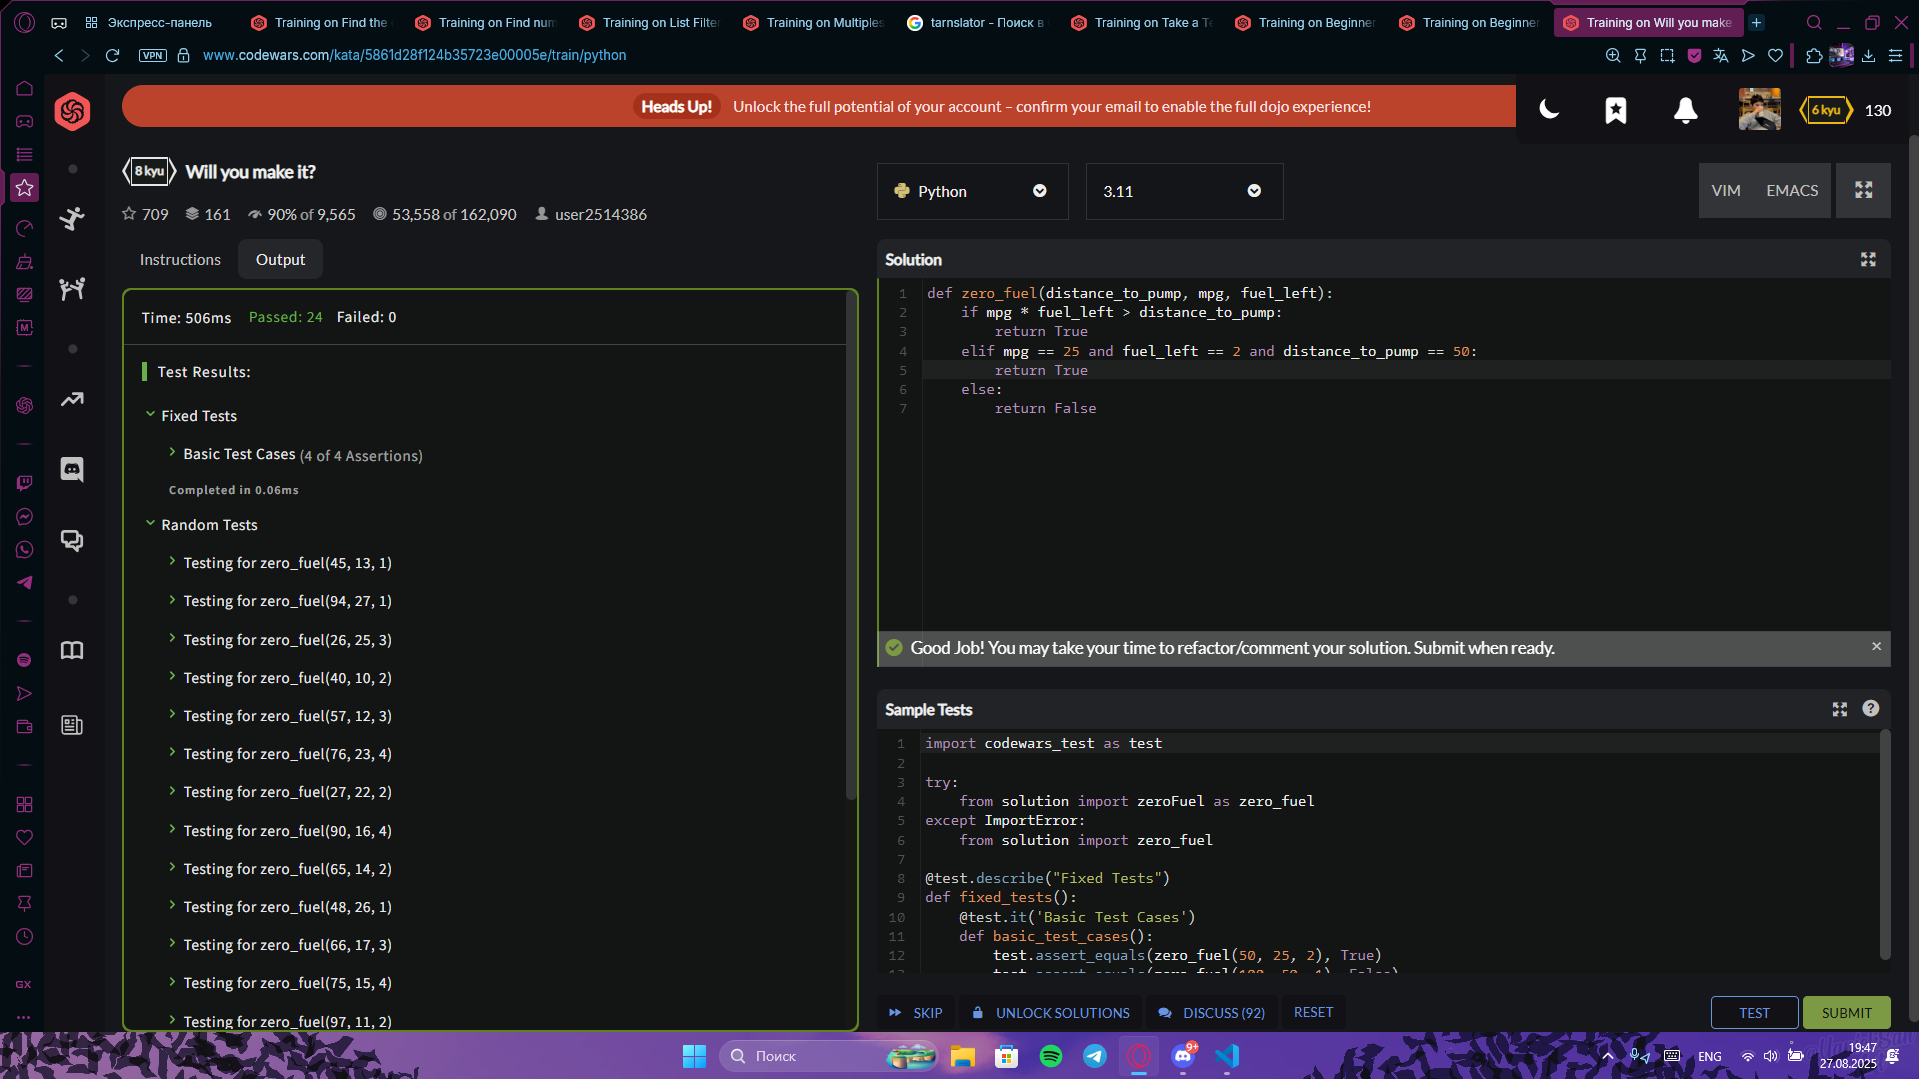 Экспресс-панель
Training on Find the
Training on Find num
Training on List Filter
Training on Multiples
tarnslator - Поиск в
Training on Take a Te
Training on Beginner
Training on Beginner
Training on Will you make
VPN
www.codewars.com/kata/5861d28f124b35723e00005e/train/python
Heads Up! Unlock the full potential of your account – confirm your email to enable the full dojo experience!
6 kyu 130
8 kyu Will you make it?
709 161 90% of 9,565 53,558 of 162,090 user2514386
Python
3.11
VIM EMACS
Instructions Output
Time: 506ms Passed: 24 Failed: 0
Test Results:
Fixed Tests
Basic Test Cases (4 of 4 Assertions)
Completed in 0.06ms
Random Tests
Testing for zero_fuel(45, 13, 1)
Testing for zero_fuel(94, 27, 1)
Testing for zero_fuel(26, 25, 3)
Testing for zero_fuel(40, 10, 2)
Testing for zero_fuel(57, 12, 3)
Testing for zero_fuel(76, 23, 4)
Testing for zero_fuel(27, 22, 2)
Testing for zero_fuel(90, 16, 4)
Testing for zero_fuel(65, 14, 2)
Testing for zero_fuel(48, 26, 1)
Testing for zero_fuel(66, 17, 3)
Testing for zero_fuel(75, 15, 4)
Testing for zero_fuel(97, 11, 2)
Solution
1 def zero_fuel(distance_to_pump, mpg, fuel_left):
2 if mpg * fuel_left > distance_to_pump:
3 return True
4 elif mpg == 25 and fuel_left == 2 and distance_to_pump == 50:
5 return True
6 else:
7 return False
Good Job! You may take your time to refactor/comment your solution. Submit when ready.
Sample Tests
1 import codewars_test as test
2
3 try:
4 from solution import zeroFuel as zero_fuel
5 except ImportError:
6 from solution import zero_fuel
7
8 @test.describe("Fixed Tests")
9 def fixed_tests():
10 @test.it('Basic Test Cases')
11 def basic_test_cases():
12 test.assert_equals(zero_fuel(50, 25, 2), True)
13 test.assert_equals(zero_fuel(100, 50, 1), False)
SKIP UNLOCK SOLUTIONS DISCUSS (92) RESET
TEST SUBMIT
GX
Поиск
9+
ENG
19:47
27.08.2025